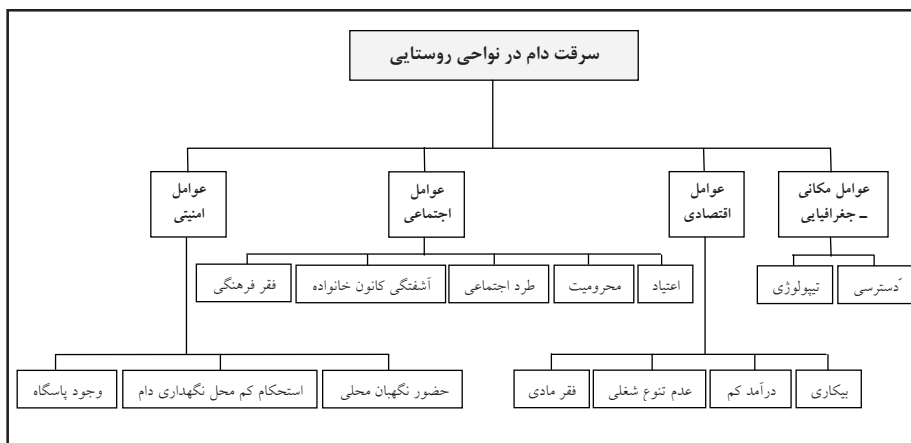 سرقت دام در نواحی روستایی
عوامل مکانی
ـ جغرافیایی
عوامل
اقتصادی
عوامل
اجتماعی
عوامل
امنیتی
دسترسی
تیپولوژی
اعتیاد
محرومیت
طرد اجتماعی
آشفتگی کانون خانواده
فقر فرهنگی
بیکاری
درآمد کم
عدم تنوع شغلی
فقر مادی
حضور نگهبان محلی
استحکام کم محل نگهداری دام
وجود پاسگاه